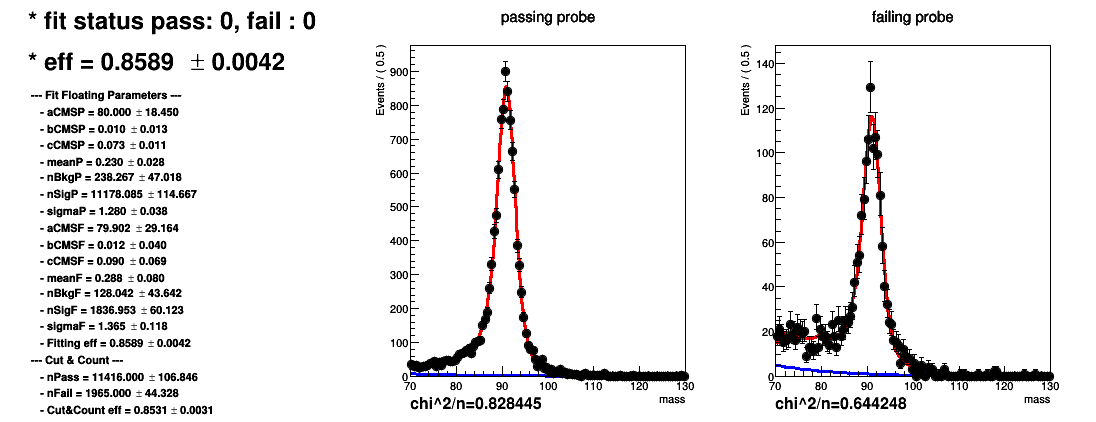 * fit status pass: 0, fail : 0
* eff = 0.8589 ± 0.0042
--- Fit Floating Parameters ---
- aCMSP = 80.000 ± 18.450
- bCMSP = 0.010 ± 0.013
- cCMSP = 0.073 ± 0.011
- meanP = 0.230 ± 0.028
- nBkgP = 238.267 ± 47.018
- nSigP = 11178.085 ± 114.667
- sigmaP = 1.280 ± 0.038
- aCMSF = 79.902 ± 29.164
- bCMSF = 0.012 ± 0.040
- cCMSF = 0.090 ± 0.069
- meanF = 0.288 ± 0.080
- nBkgF = 128.042 ± 43.642
- nSigF = 1836.953 ± 60.123
- sigmaF = 1.365 ± 0.118
- Fitting eff = 0.8589 ± 0.0042
--- Cut & Count ---
- nPass = 11416.000 ± 106.846
- nFail = 1965.000 ± 44.328
- Cut&Count eff = 0.8531 ± 0.0031
passing probe
Events / ( 0.5 )
900
800
700
600
500
400
300
200
100
0
70 80 90 100 110 120 130
mass
chi^2/n=0.828445
failing probe
Events / ( 0.5 )
140
120
100
80
60
40
20
0
70 80 90 100 110 120 130
mass
chi^2/n=0.644248